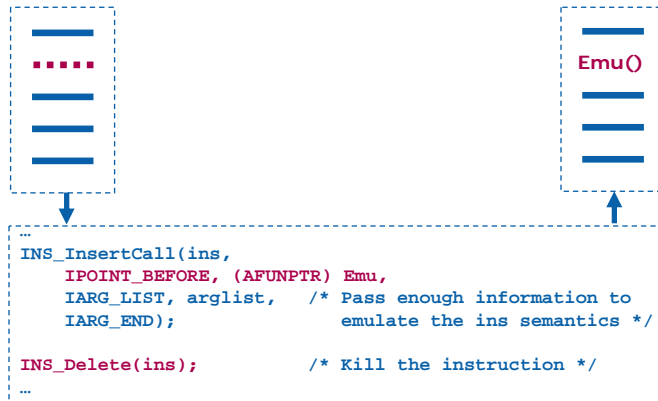 Emu()
…
INS_InsertCall(ins,
IPOINT_BEFORE, (AFUNPTR) Emu,
IARG_LIST, arglist, /* Pass enough information to
IARG_END); emulate the ins semantics */
INS_Delete(ins); /* Kill the instruction */
…